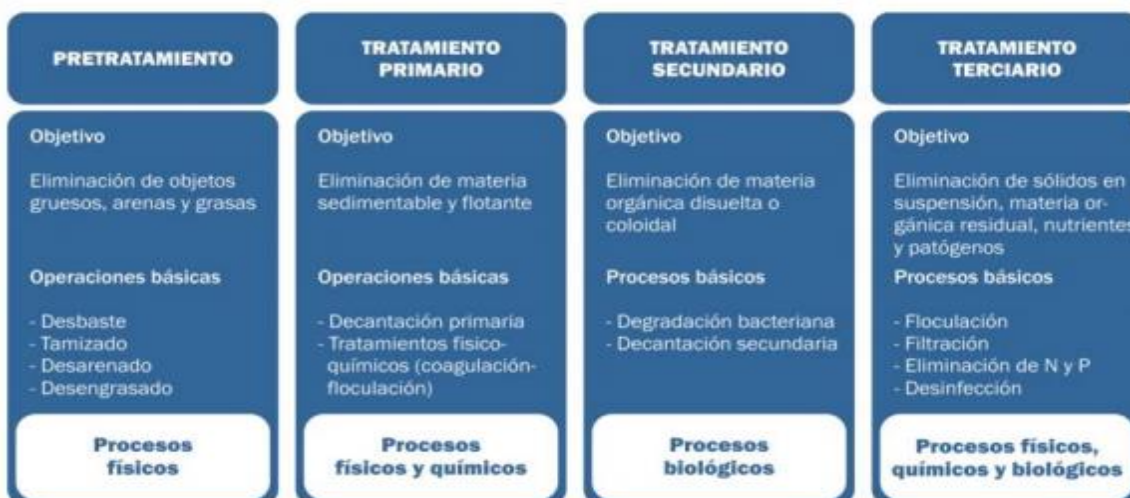 PRETRATAMIENTO
Objetivo
Eliminación de objetos
gruesos, arenas y grasas
Operaciones básicas
- Desbaste
- Tamizado
- Desarenado
- Desengrasado
Procesos
físicos
TRATAMIENTO
PRIMARIO
Objetivo
Eliminación de materia
sedimentable y flotante
Operaciones básicas
- Decantación primaria
- Tratamientos físico-
químicos (coagulación-
floculación)
Procesos
físicos y químicos
TRATAMIENTO
SECUNDARIO
Objetivo
Eliminación de materia
orgánica disuelta o
coloidal
Procesos básicos
- Degradación bacteriana
- Decantación secundaria
Procesos
biológicos
TRATAMIENTO
TERCIARIO
Objetivo
Eliminación de sólidos en
suspensión, materia or-
gánica residual, nutrientes
y patógenos
Procesos básicos
- Floculación
- Filtración
- Eliminación de N y P
- Desinfección
Procesos físicos,
químicos y biológicos